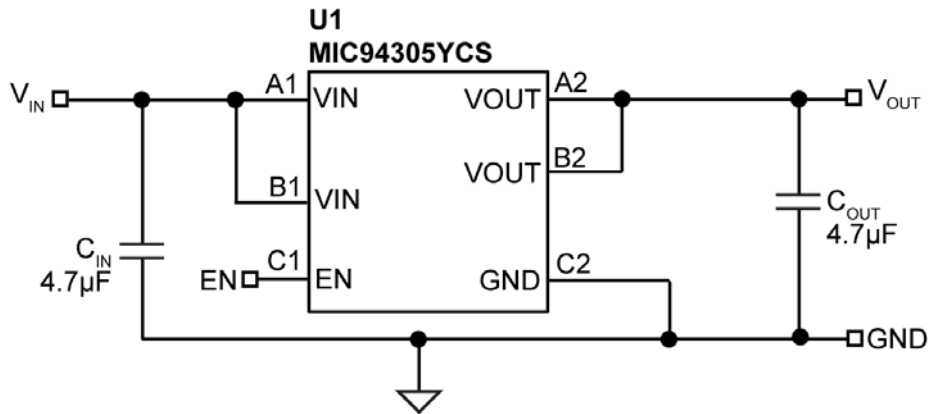 U1
MIC94305YCS
VIN
A1
VIN
VOUT
A2
VOUT
B1
VIN
VOUT
B2
CIN
4.7µF
EN
C1
EN
GND
C2
COUT
4.7µF
GND